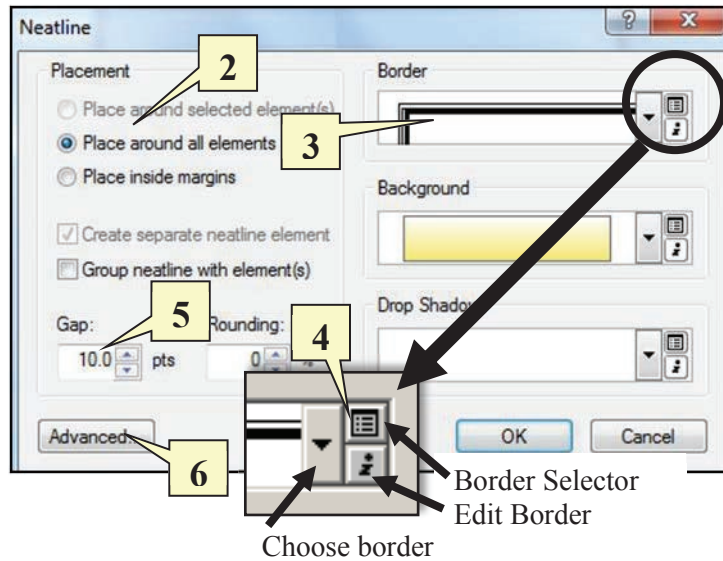 Neatline
?
X
Placement
2
Place around selected element(s)
Place around all elements
Place inside margins
Create separate neatline element
Group neatline with element(s)
Gap:
5
Rounding:
10.0 pts
0 %
Advanced...
6
Border
3
Background
Drop Shadow
4
OK
Cancel
Border Selector
Edit Border
Choose border